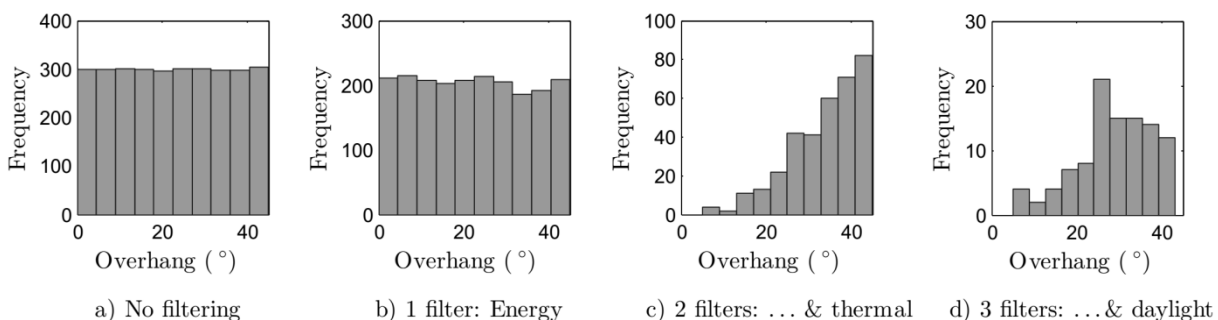 400
300
200
100
0
0 20 40
Frequency
Overhang ( °)
a) No filtering
300
200
100
0
0 20 40
Frequency
Overhang ( °)
b) 1 filter: Energy
100
80
60
40
20
0
0 20 40
Frequency
Overhang ( °)
c) 2 filters: ... & thermal
30
20
10
0
0 20 40
Frequency
Overhang ( °)
d) 3 filters: ... & daylight